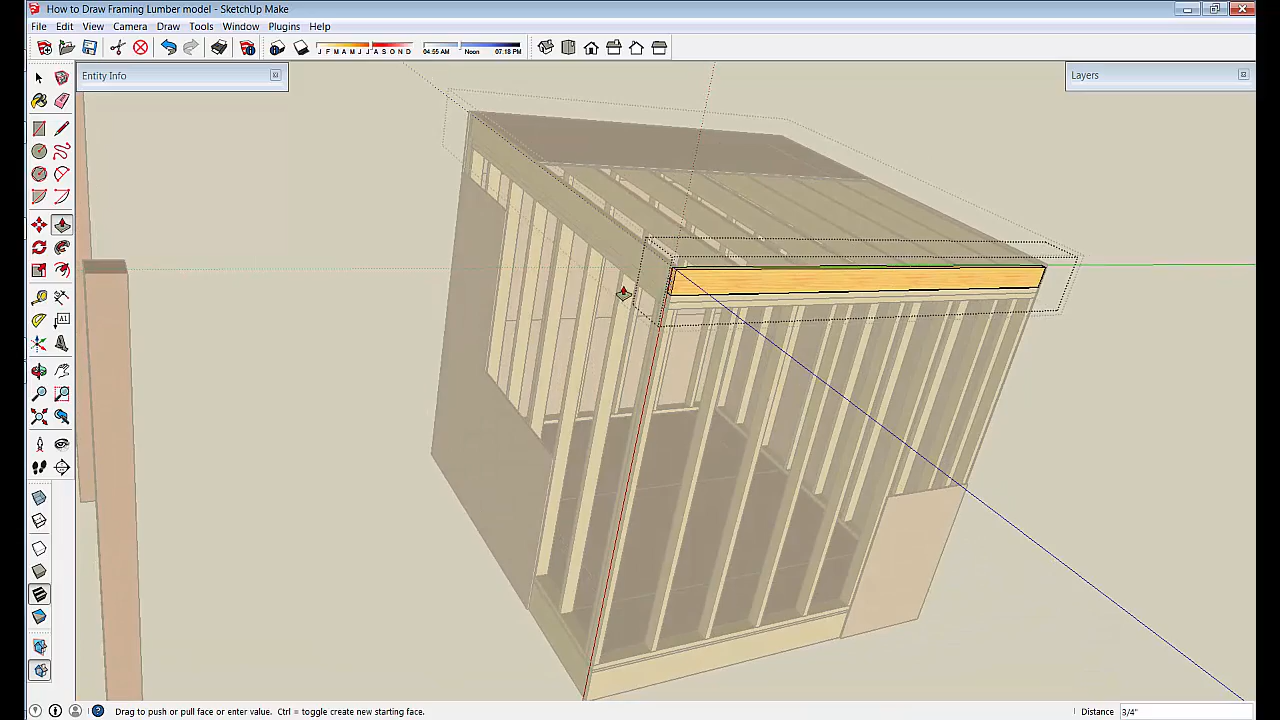 How to Draw Framing Lumber model - SketchUp Make
File Edit View Camera Draw Tools Window Plugins Help
J F M A M J J A S O N D 04:55 AM Noon 07:18 PM
Entity Info
Layers
A1
Drag to push or pull face or enter value. Ctrl = toggle create new starting face. Distance 3/4"